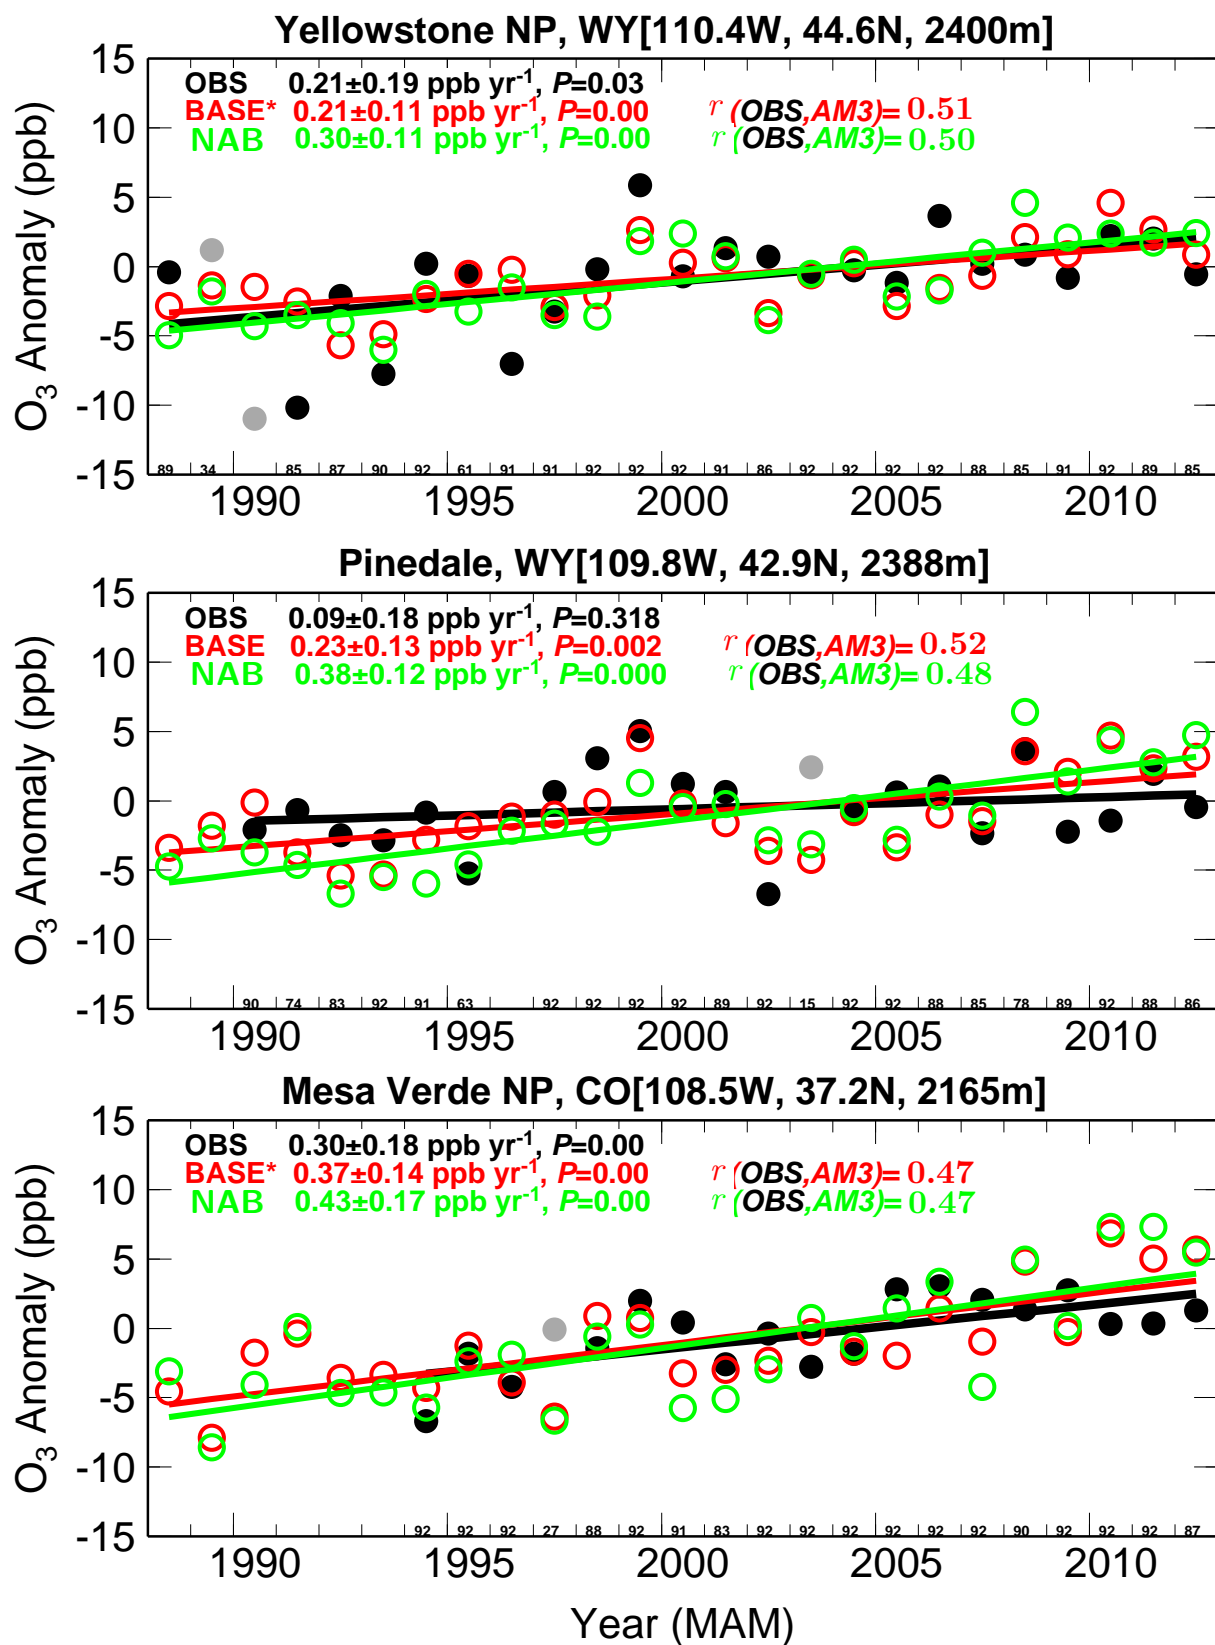 Yellowstone NP, WY[110.4W, 44.6N, 2400m]
OBS 0.21±0.19 ppb yr-1, P=0.03
BASE* 0.21±0.11 ppb yr-1, P=0.00 r (OBS,AM3)= 0.51
NAB 0.30±0.11 ppb yr-1, P=0.00 r (OBS,AM3)= 0.50
O3 Anomaly (ppb)
15
10
5
0
-5
-10
-15
89 34 85 87 90 92 61 91 91 92 92 92 91 86 92 92 92 92 88 85 91 92 89 85
1990 1995 2000 2005 2010
Pinedale, WY[109.8W, 42.9N, 2388m]
OBS 0.09±0.18 ppb yr-1, P=0.318
BASE 0.23±0.13 ppb yr-1, P=0.002 r (OBS,AM3)= 0.52
NAB 0.38±0.12 ppb yr-1, P=0.000 r (OBS,AM3)= 0.48
O3 Anomaly (ppb)
15
10
5
0
-5
-10
-15
90 74 83 92 91 63 92 92 92 92 89 92 15 92 92 88 85 78 89 92 88 86
1990 1995 2000 2005 2010
Mesa Verde NP, CO[108.5W, 37.2N, 2165m]
OBS 0.30±0.18 ppb yr-1, P=0.00
BASE* 0.37±0.14 ppb yr-1, P=0.00 r (OBS,AM3)= 0.47
NAB 0.43±0.17 ppb yr-1, P=0.00 r (OBS,AM3)= 0.47
O3 Anomaly (ppb)
15
10
5
0
-5
-10
-15
92 92 92 27 88 92 91 83 92 92 92 92 92 92 90 92 92 92 87
1990 1995 2000 2005 2010
Year (MAM)